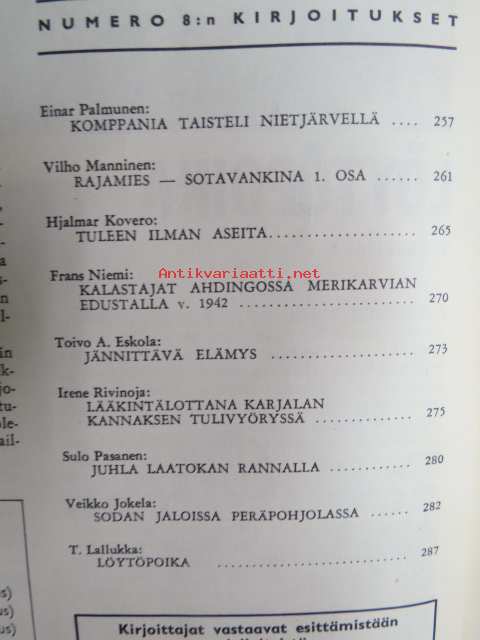 NUMERO 8:n KIRJOITUKSET
Einar Palmunen:
KOMPPANIA TAISTELI NIETJÄRVELLÄ .... 257
Vilho Manninen:
RAJAMIES — SOTAVANKINA 1. OSA ...... 261
Hjalmar Kovero:
TULEEN ILMAN ASEITA.................. 265
Antikvariaatti.net
Frans Niemi:
KALASTAJAT AHDINGOSSA MERIKARVIAN
EDUSTALLA v. 1942 ...................... 270
Toivo A. Eskola:
JÄNNITTÄVÄ ELÄMYS .................. 273
Irene Rivinoja:
LÄÄKINTÄLOTTANA KARJALAN
KANNAKSEN TULIVYÖRYSSÄ ............. 275
Sulo Pasanen:
JUHLA LAATOKAN RANNALLA ........... 280
Veikko Jokela:
SODAN JALOISSA PERÄPOHJOLASSA ...... 282
T. Lallukka:
LÖYTÖPOIKA .......................... 287
Kirjoittajat vastaavat esittämistään